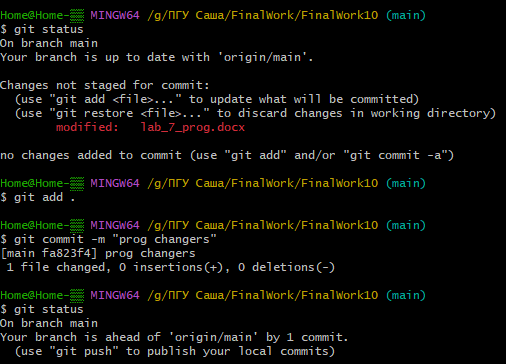 Home@Home-▒▒ MINGW64 /g/ПГУ Саша/FinalWork/FinalWork10 (main)
$ git status
On branch main
Your branch is up to date with 'origin/main'.
Changes not staged for commit:
(use "git add <file>..." to update what will be committed)
(use "git restore <file>..." to discard changes in working directory)
modified: lab_7_prog.docx
no changes added to commit (use "git add" and/or "git commit -a")
Home@Home-▒▒ MINGW64 /g/ПГУ Саша/FinalWork/FinalWork10 (main)
$ git add .
Home@Home-▒▒ MINGW64 /g/ПГУ Саша/FinalWork/FinalWork10 (main)
$ git commit -m "prog changers"
[main fa823f4] prog changers
1 file changed, 0 insertions(+), 0 deletions(-)
Home@Home-▒▒ MINGW64 /g/ПГУ Саша/FinalWork/FinalWork10 (main)
$ git status
On branch main
Your branch is ahead of 'origin/main' by 1 commit.
(use "git push" to publish your local commits)